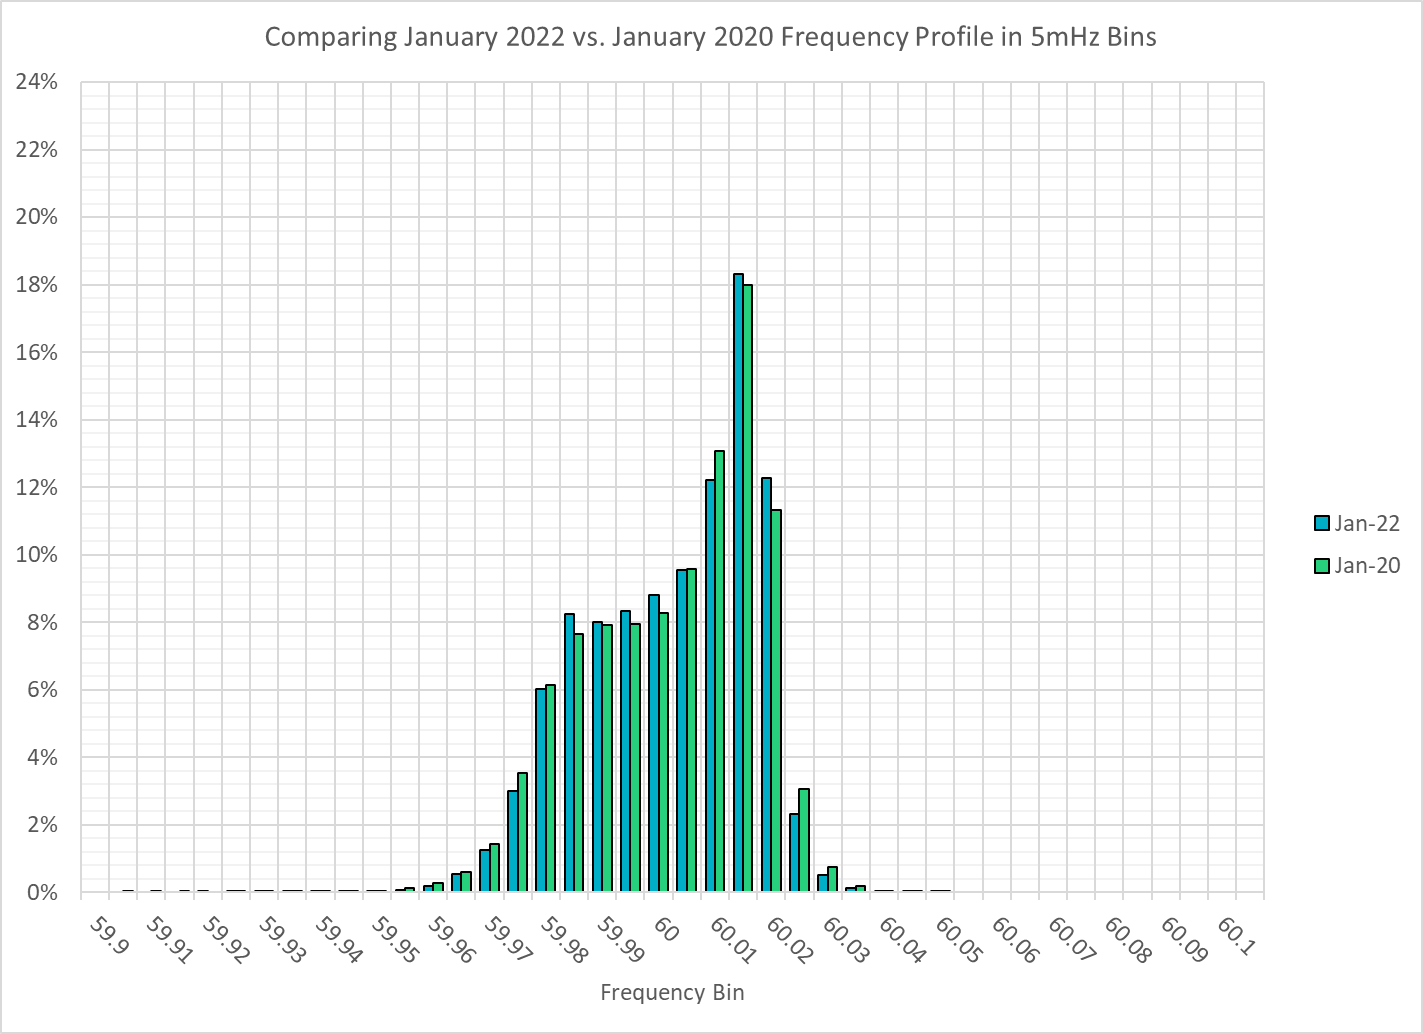 Comparing January 2022 vs. January 2020 Frequency Profile in 5mHz Bins
24%
22%
20%
18%
16%
14%
12%
10%
8%
6%
4%
2%
0%
Jan-22
Jan-20
59.9 59.91 59.92 59.93 59.94 59.95 59.96 59.97 59.98 59.99 60 60.01 60.02 60.03 60.04 60.05 60.06 60.07 60.08 60.09 60.1
Frequency Bin